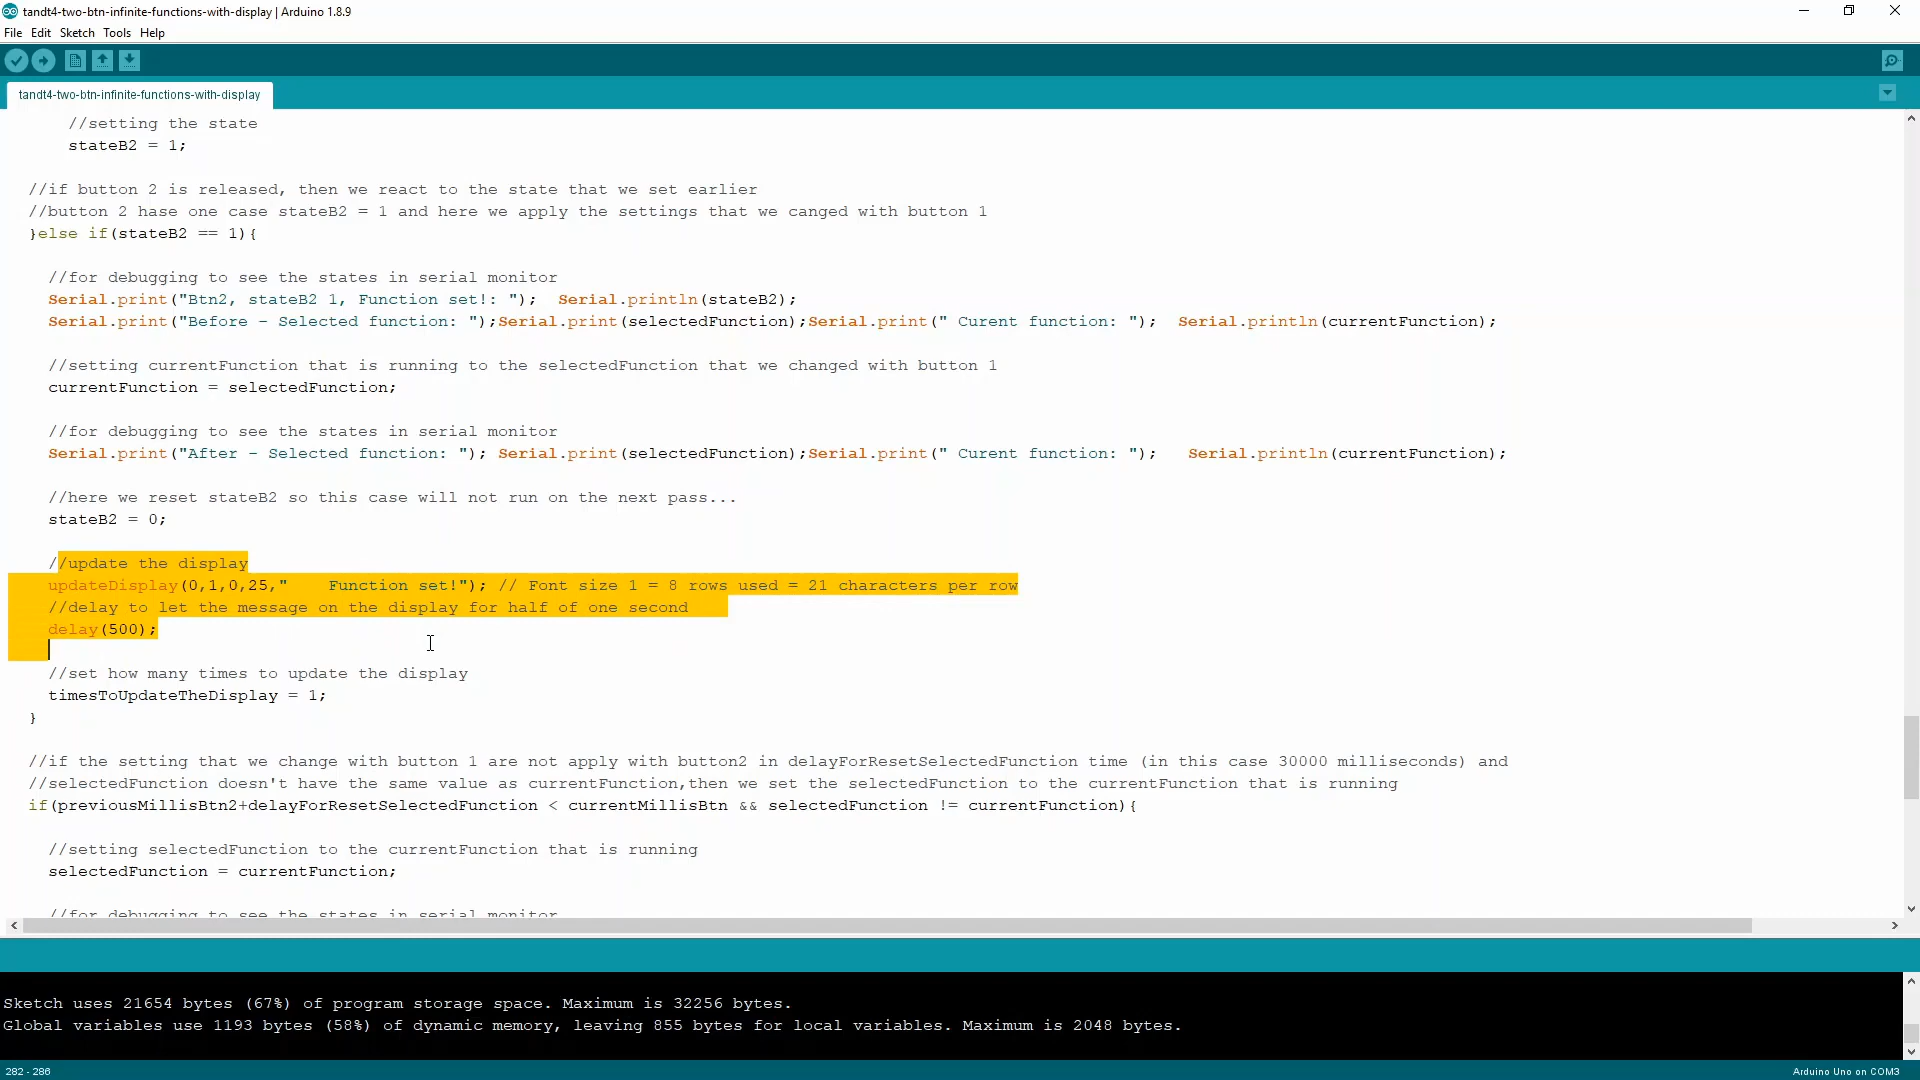 tandt4-two-btn-infinite-functions-with-display | Arduino 1.8.9
File Edit Sketch Tools Help
tandt4-two-btn-infinite-functions-with-display
//setting the state
stateB2 = 1;
//if button 2 is released, then we react to the state that we set earlier
//button 2 hase one case stateB2 = 1 and here we apply the settings that we canged with button 1
}else if(stateB2 == 1){
//for debugging to see the states in serial monitor
Serial.print("Btn2, stateB2 1, Function set!: ");  Serial.println(stateB2);
Serial.print("Before - Selected function: ");Serial.print(selectedFunction);Serial.print(" Curent function: ");  Serial.println(currentFunction);
//setting currentFunction that is running to the selectedFunction that we changed with button 1
currentFunction = selectedFunction;
//for debugging to see the states in serial monitor
Serial.print("After - Selected function: "); Serial.print(selectedFunction);Serial.print(" Curent function: ");   Serial.println(currentFunction);
//here we reset stateB2 so this case will not run on the next pass...
stateB2 = 0;
//update the display
updateDisplay(0,1,0,25,"    Function set!"); // Font size 1 = 8 rows used = 21 characters per row
//delay to let the message on the display for half of one second
delay(500);
//set how many times to update the display
timesToUpdateTheDisplay = 1;
}
//if the setting that we change with button 1 are not apply with button2 in delayForResetSelectedFunction time (in this case 30000 milliseconds) and
//selectedFunction doesn't have the same value as currentFunction,then we set the selectedFunction to the currentFunction that is running
if(previousMillisBtn2+delayForResetSelectedFunction < currentMillisBtn && selectedFunction != currentFunction){
//setting selectedFunction to the currentFunction that is running
selectedFunction = currentFunction;
//for debugging to see the states in serial monitor
Sketch uses 21654 bytes (67%) of program storage space. Maximum is 32256 bytes.
Global variables use 1193 bytes (58%) of dynamic memory, leaving 855 bytes for local variables. Maximum is 2048 bytes.
282 - 286
Arduino Uno on COM3